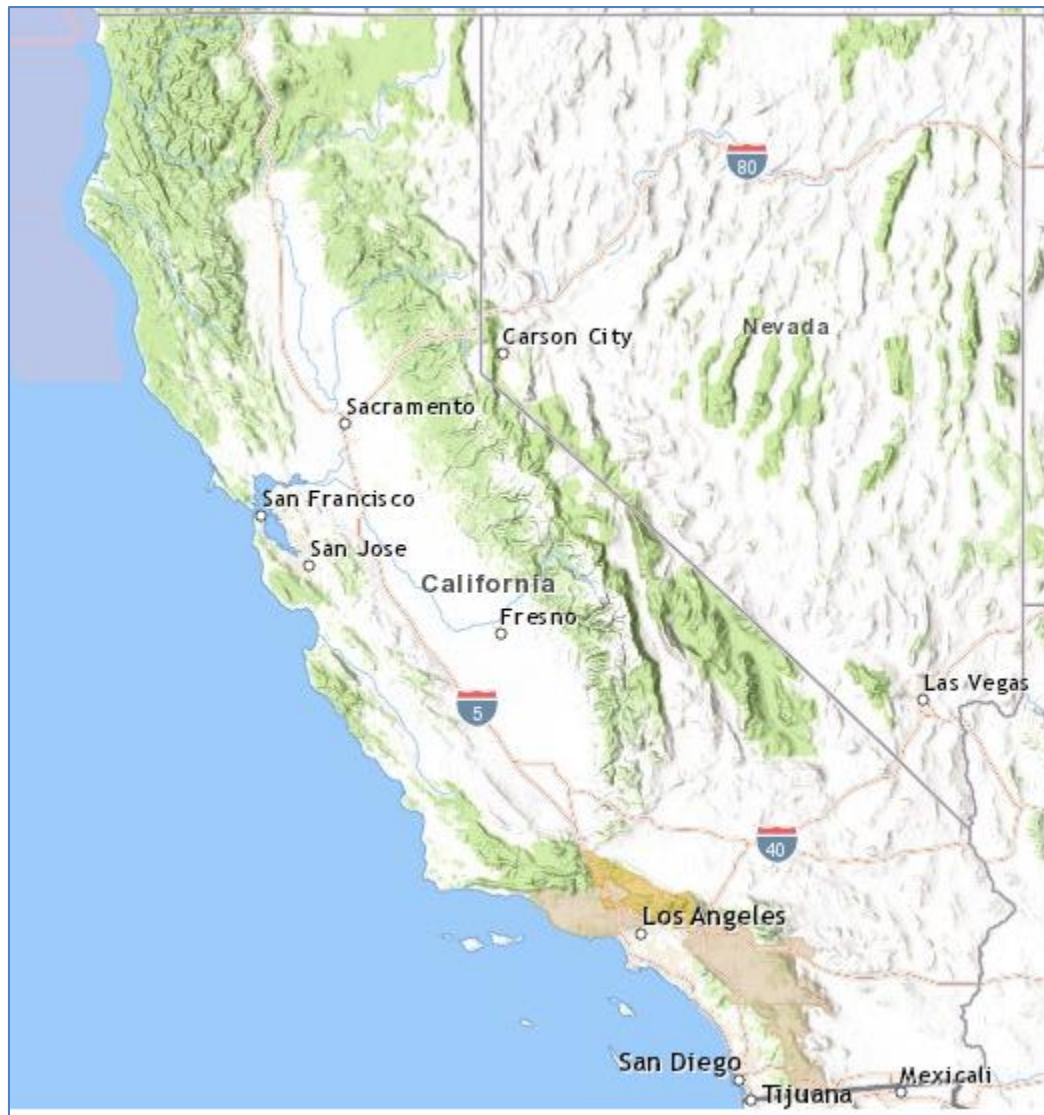 80
Nevada
Carson City
Sacramento
San Francisco
San Jose
California
Fresno
Las Vegas
5
40
Los Angeles
San Diego
Mexicali
Tijuana